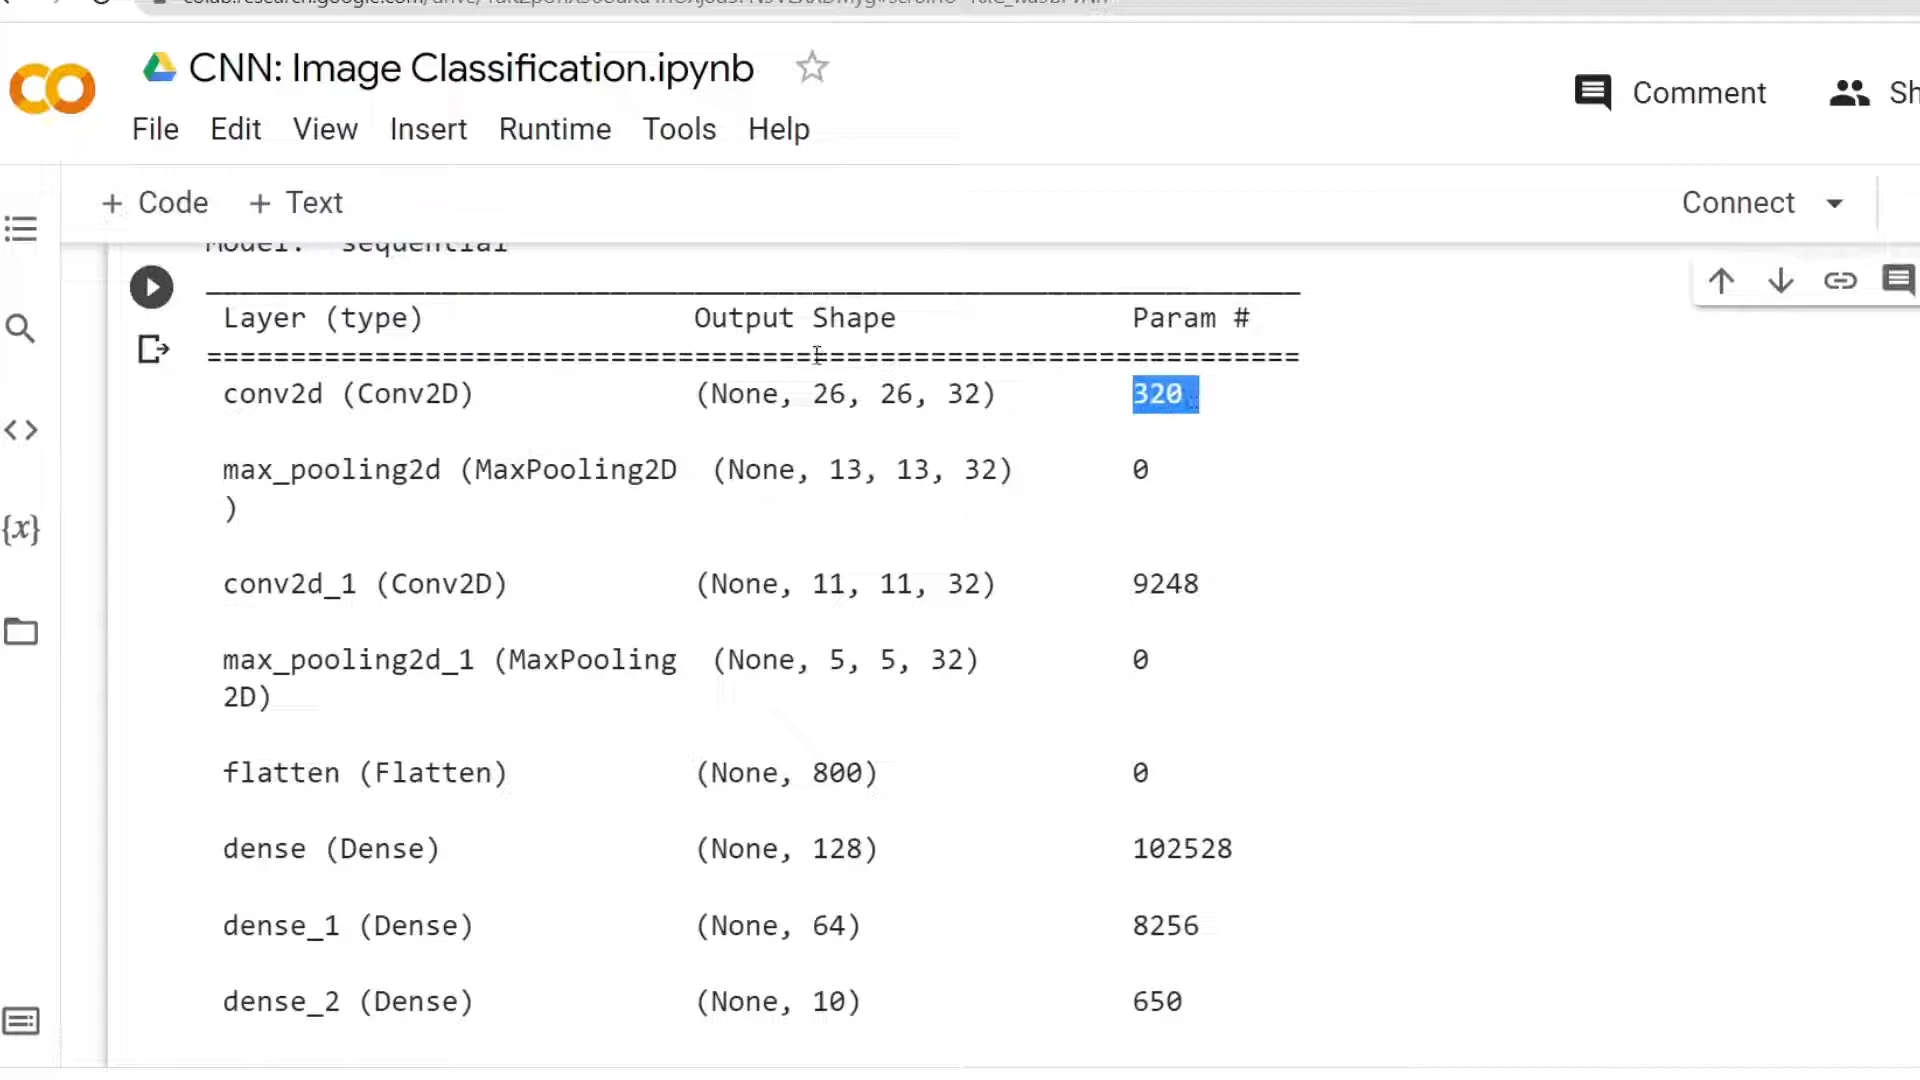 CNN: Image Classification.ipynb
Comment
File Edit View Insert Runtime Tools Help
+ Code + Text
Connect
Model: "sequential"
Layer (type) Output Shape Param #
=================================================================
conv2d (Conv2D) (None, 26, 26, 32) 320
max_pooling2d (MaxPooling2D (None, 13, 13, 32) 0
)
conv2d_1 (Conv2D) (None, 11, 11, 32) 9248
max_pooling2d_1 (MaxPooling (None, 5, 5, 32) 0
2D)
flatten (Flatten) (None, 800) 0
dense (Dense) (None, 128) 102528
dense_1 (Dense) (None, 64) 8256
dense_2 (Dense) (None, 10) 650